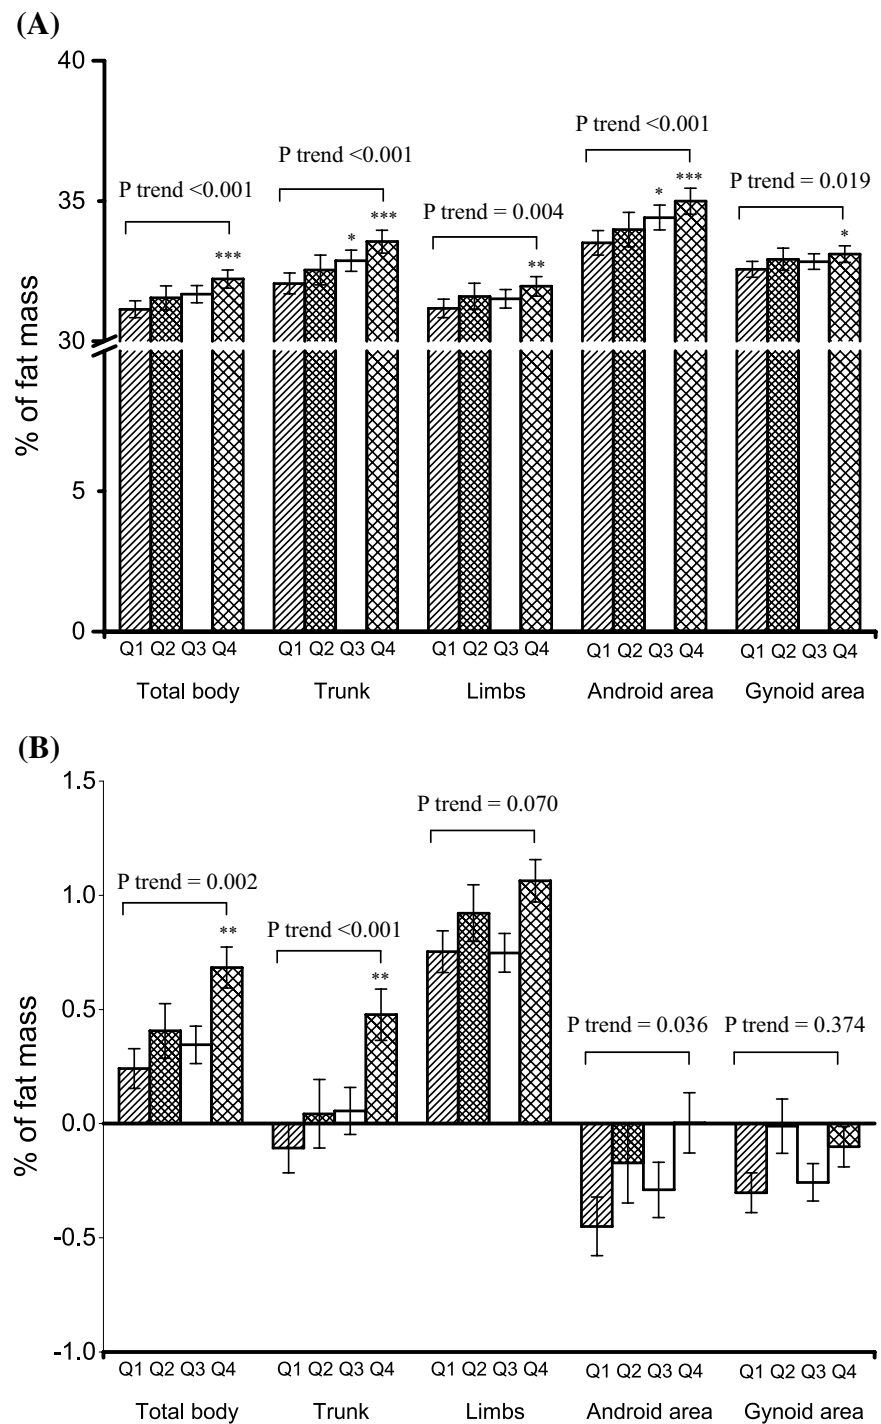 (A)
40
P trend <0.001
P trend <0.001
P trend <0.001
35
P trend = 0.019
P trend = 0.004
*** * *** ** * *** *
30
% of fat mass
5
0
Q1 Q2 Q3 Q4 Q1 Q2 Q3 Q4 Q1 Q2 Q3 Q4 Q1 Q2 Q3 Q4 Q1 Q2 Q3 Q4
Total body Trunk Limbs Android area Gynoid area
(B)
1.5
P trend = 0.070
1.0
P trend = 0.002
P trend <0.001
** **
0.5
P trend = 0.036 P trend = 0.374
% of fat mass
0.0
-0.5
-1.0
Q1 Q2 Q3 Q4 Q1 Q2 Q3 Q4 Q1 Q2 Q3 Q4 Q1 Q2 Q3 Q4 Q1 Q2 Q3 Q4
Total body Trunk Limbs Android area Gynoid area